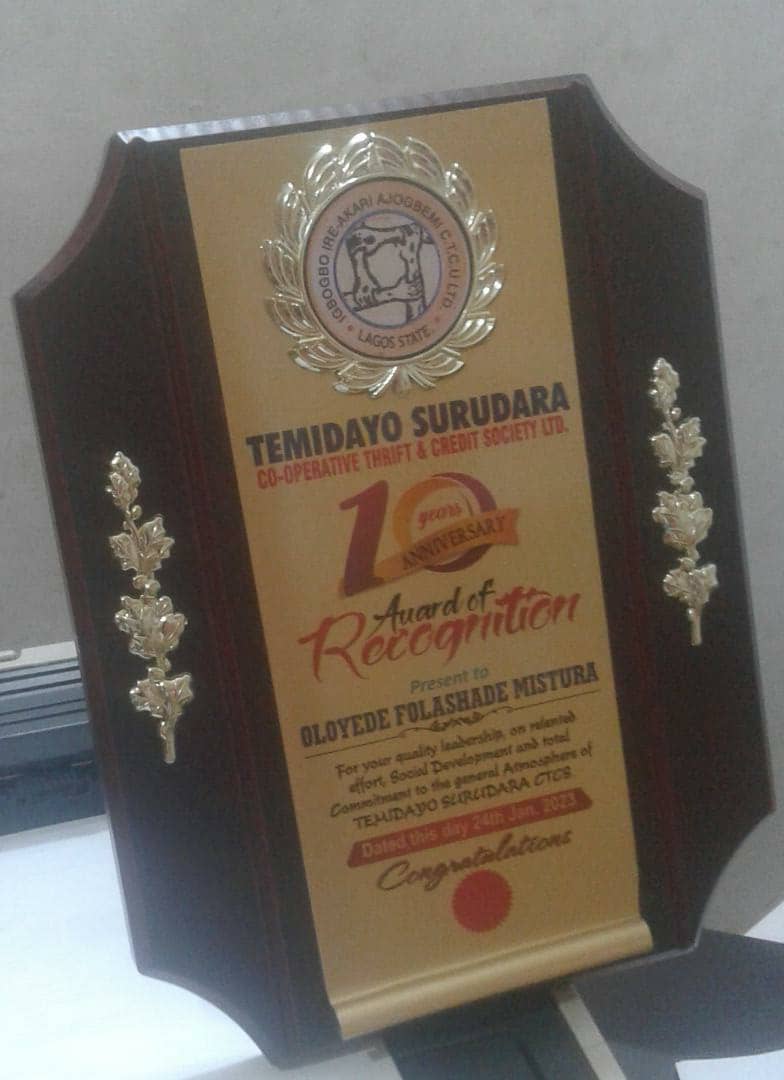 IGBOGBO IRE-AKARI AJOGBEMI C.T.C.U LTD.
* LAGOS STATE *
TEMIDAYO SURUDARA
CO-OPERATIVE THRIFT & CREDIT SOCIETY LTD.
10 years
ANNIVERSARY
Award of
Recognition
Present to
OLOYEDE FOLASHADE MISTURA
For your quality leadership, on relented
effort, Social Development and total
Commitment to the general Atmosphere of
TEMIDAYO SURUDARA CTCS
Dated this day 24th Jan. 2023
Congratulations